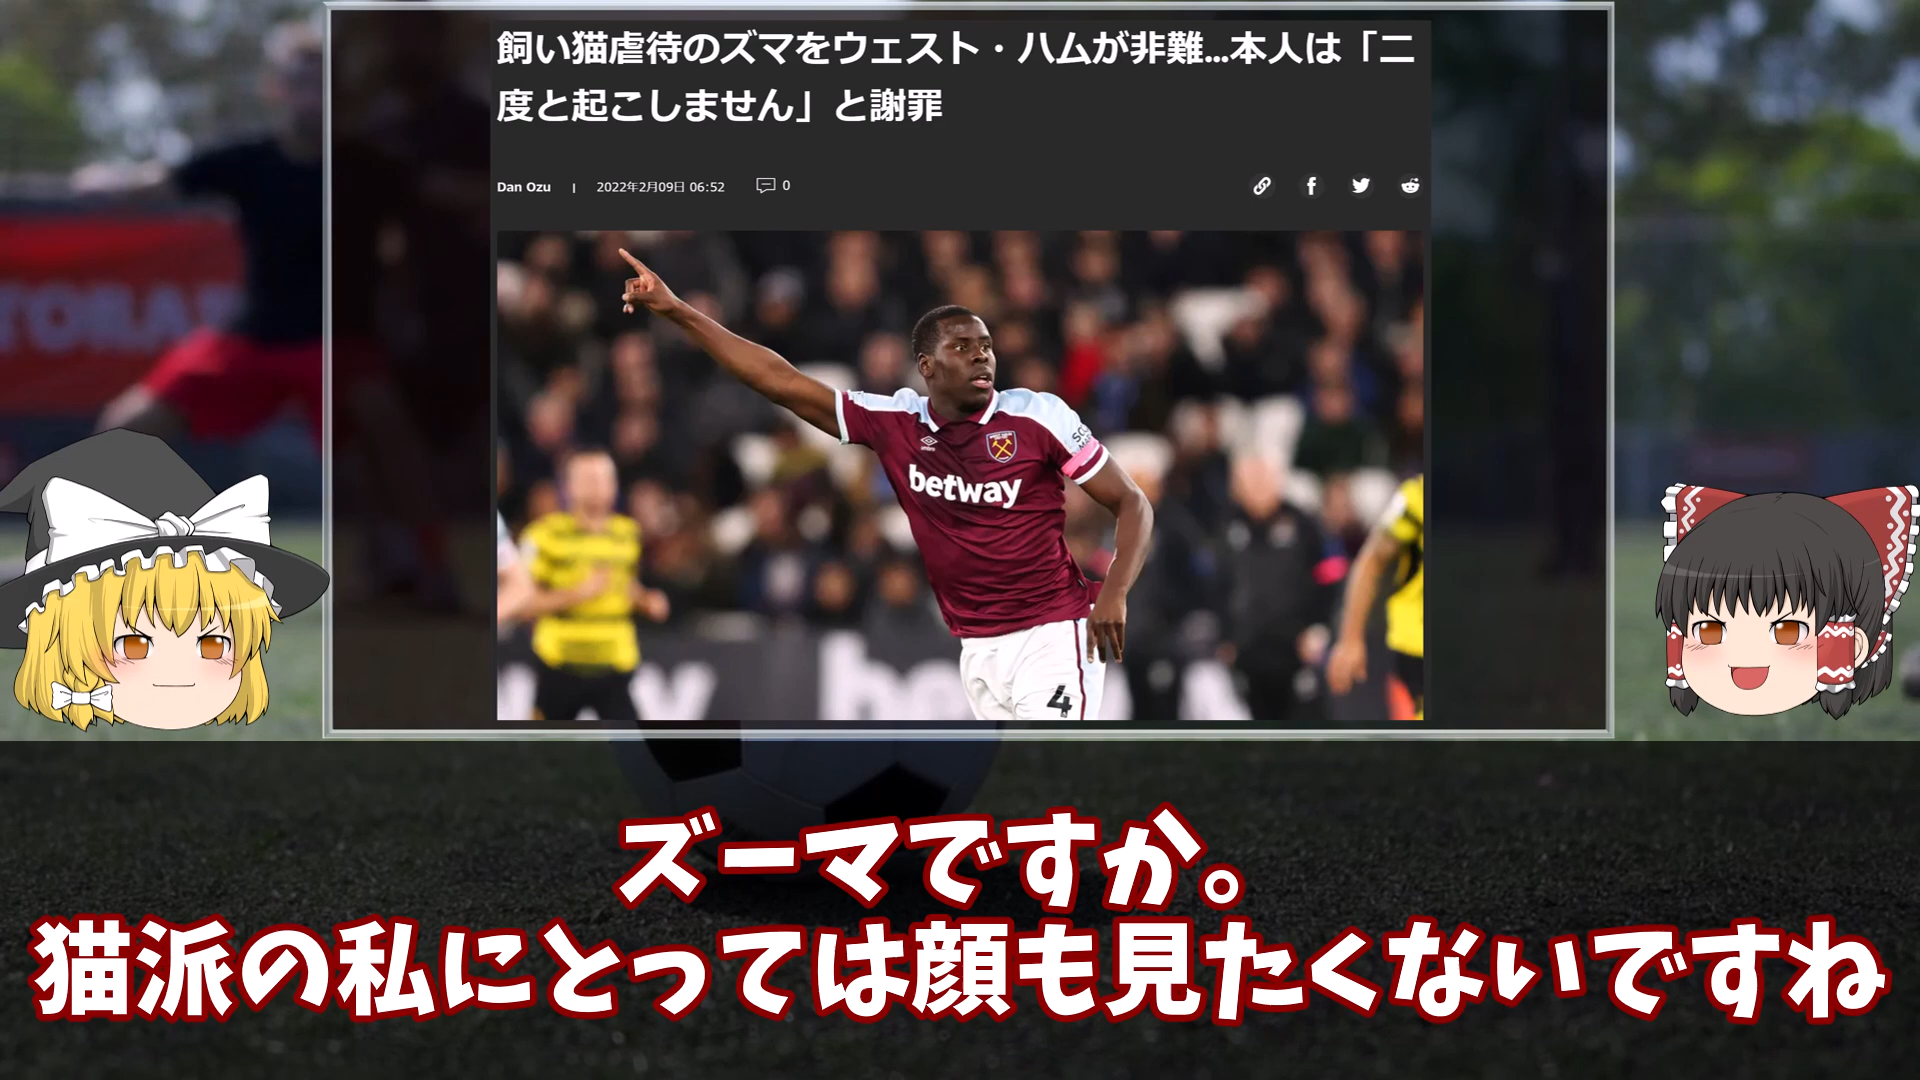 飼い猫虐待のズマをウェスト・ハムが非難...本人は「二
度と起こしません」と謝罪
Dan Ozu | 2022年2月09日 06:52 0
betway
4
ズーマですか。
猫派の私にとっては顔も見たくないですね